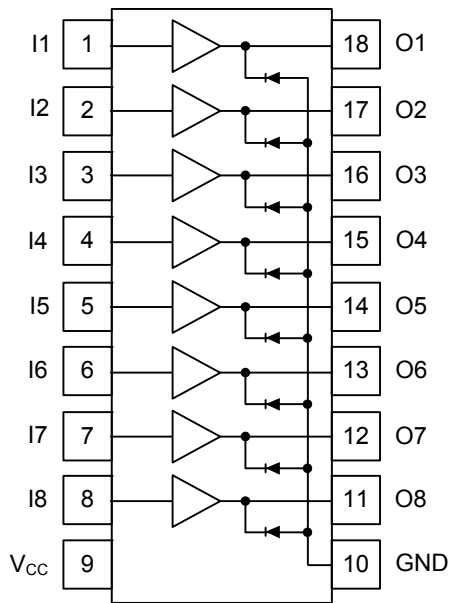 I1 1 18 O1
I2 2 17 O2
I3 3 16 O3
I4 4 15 O4
I5 5 14 O5
I6 6 13 O6
I7 7 12 O7
I8 8 11 O8
VCC 9 10 GND